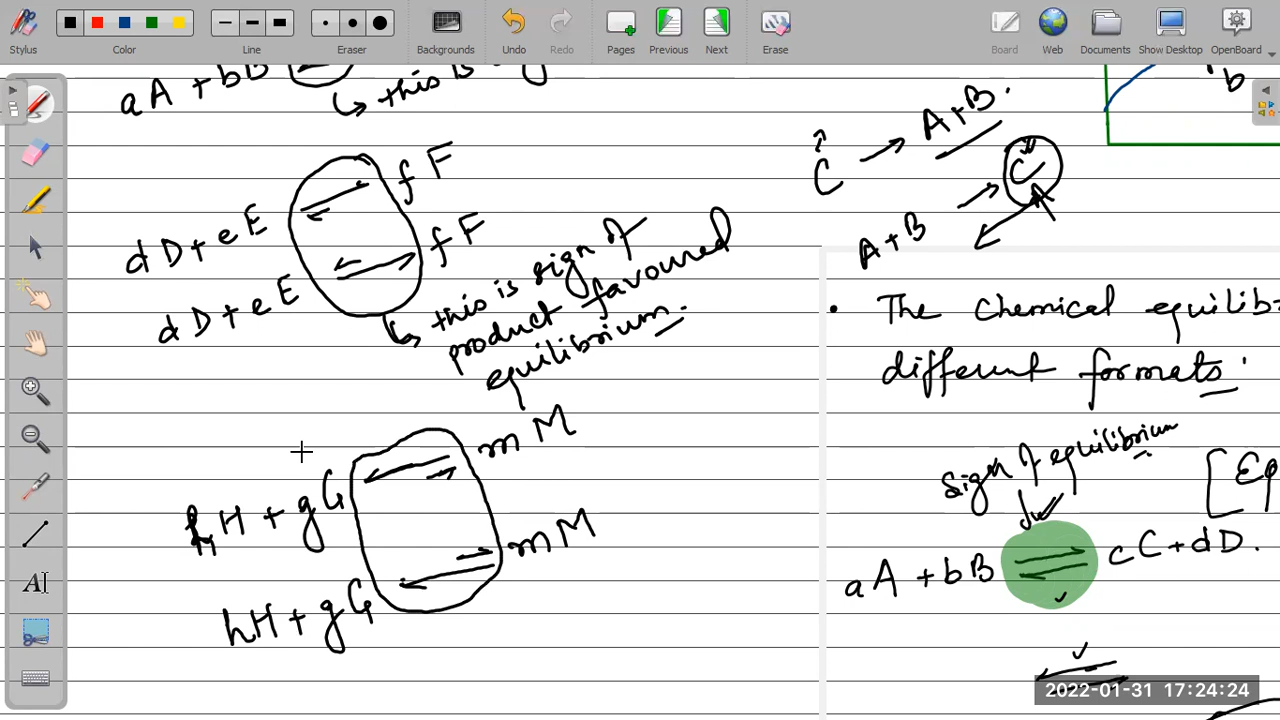 Stylus
Color
Line
Eraser
Backgrounds
Undo
Redo
Pages
Previous
Next
Erase
Board
Web
Documents
Show Desktop
OpenBoard
aA + bB
↳ this is
dD + eE ⇌ fF
dD + eE ⇌ fF
↳ this is sign of
product favoured
equilibrium.
hH + gG ⇌ mM
hH + gG ⇌ mM
C → A+B.
A+B → C
b
• The Chemical equilib
different formats.
Sign of equilibrium
[Eq
aA + bB ⇌ cC + dD.
2022-01-31 17:24:24